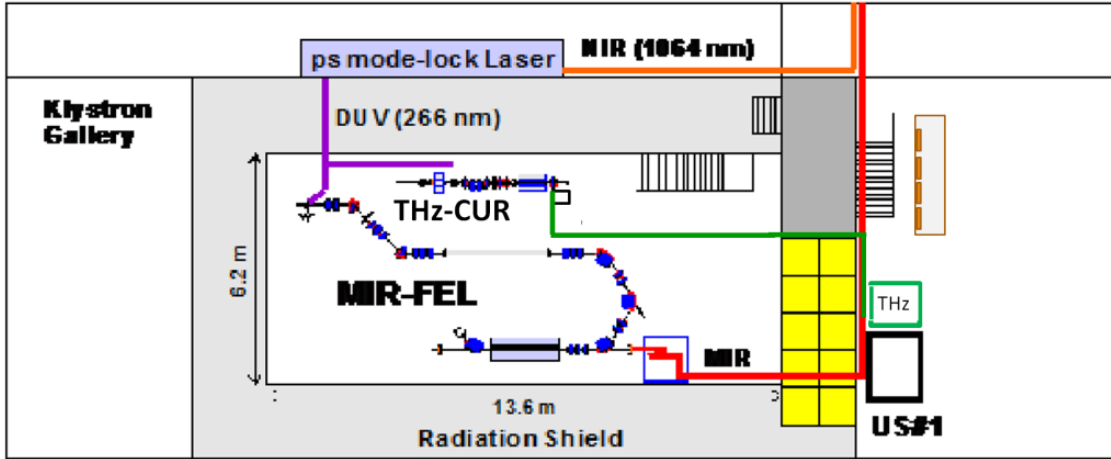 ps mode-lock Laser
NIR (1064 nm)
Klystron
Gallery
DUV (266 nm)
THz-CUR
6.2 m
MIR-FEL
THz
MIR
13.6 m
US#1
Radiation Shield